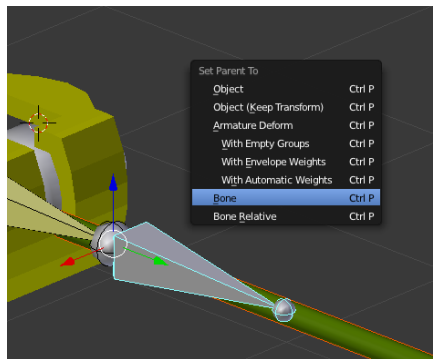 Set Parent To
Object Ctrl P
Object (Keep Transform) Ctrl P
Armature Deform Ctrl P
With Empty Groups Ctrl P
With Envelope Weights Ctrl P
With Automatic Weights Ctrl P
Bone Ctrl P
Bone Relative Ctrl P